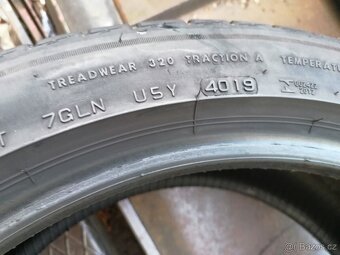 TREADWEAR 320 TRACTION A TEMPERAT
T 7GLN U5Y 4019
© Bazos.cz